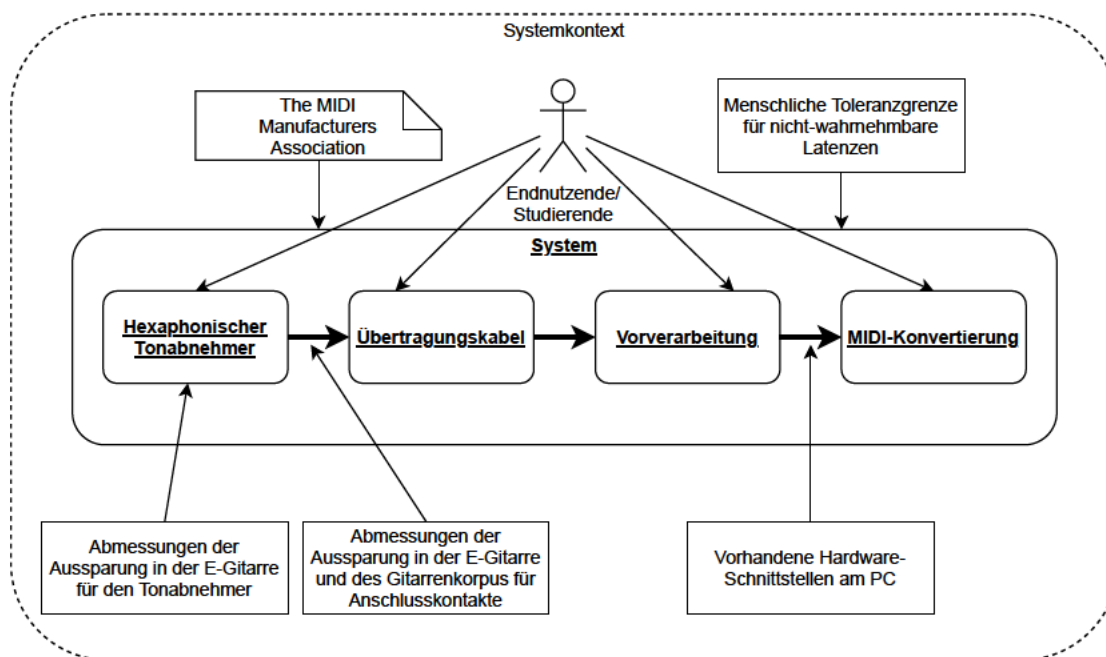 Systemkontext
The MIDI
Manufacturers
Association
Menschliche Toleranzgrenze
für nicht-wahrnehmbare
Latenzen
Endnutzende/
Studierende
System
Hexaphonischer
Tonabnehmer
Übertragungskabel
Vorverarbeitung
MIDI-Konvertierung
Abmessungen der
Aussparung in der E-Gitarre
für den Tonabnehmer
Abmessungen der
Aussparung in der E-Gitarre
und des Gitarrenkorpus für
Anschlusskontakte
Vorhandene Hardware-
Schnittstellen am PC